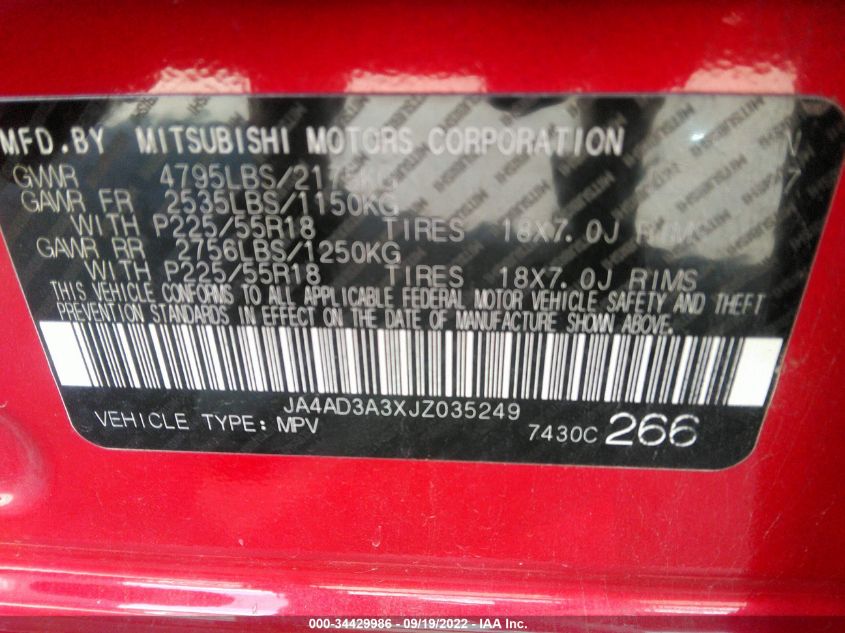 MFD.BY MITSUBISHI MOTORS CORPORATION
GVWR 4795LBS/2175KG
GAWR FR 2535LBS/1150KG
WITH P225/55R18 TIRES 18X7.0J RIMS
GAWR RR 2756LBS/1250KG
WITH P225/55R18 TIRES 18X7.0J RIMS
THIS VEHICLE CONFORMS TO ALL APPLICABLE FEDERAL MOTOR VEHICLE SAFETY AND THEFT
PREVENTION STANDARDS IN EFFECT ON THE DATE OF MANUFACTURE SHOWN ABOVE.
JA4AD3A3XJZ035249
VEHICLE TYPE: MPV 7430C 266
000-34429986 - 09/19/2022 - IAA Inc.